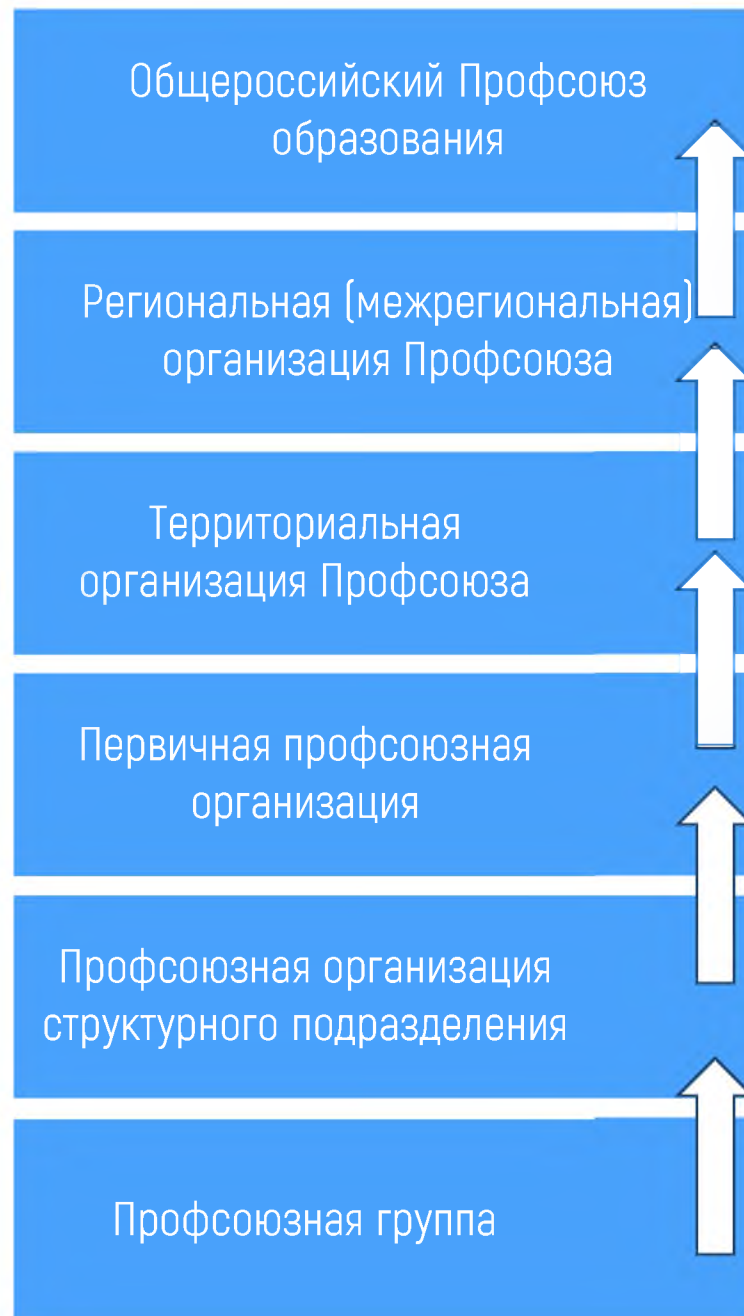 Общероссийский Профсоюз
образования
Региональная (межрегиональная)
организация Профсоюза
Территориальная
организация Профсоюза
Первичная профсоюзная
организация
Профсоюзная организация
структурного подразделения
Профсоюзная группа